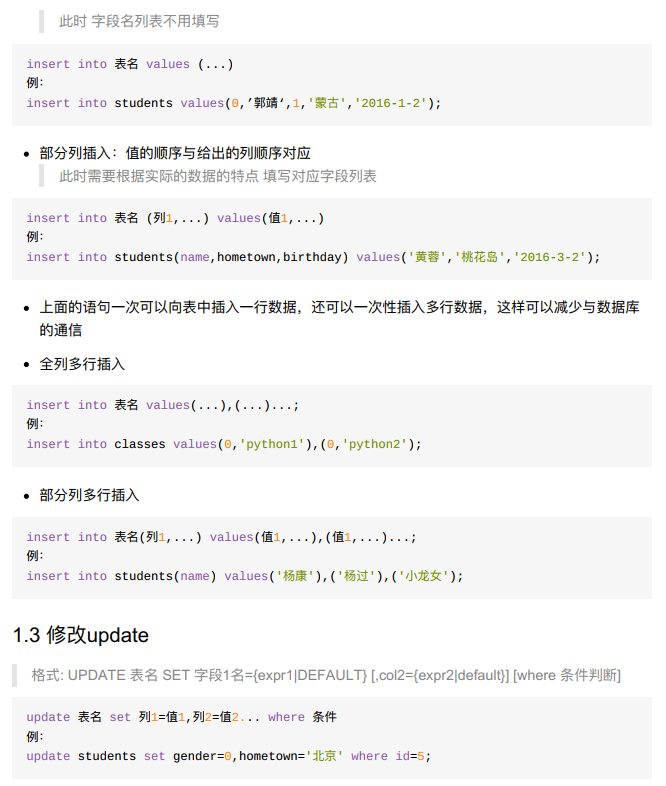 此时 字段名列表不用填写
insert into 表名 values (...)
例：
insert into students values(0,’郭靖‘,1,'蒙古','2016-1-2');
部分列插入：值的顺序与给出的列顺序对应
此时需要根据实际的数据的特点 填写对应字段列表
insert into 表名 (列1,...) values(值1,...)
例：
insert into students(name,hometown,birthday) values('黄蓉','桃花岛','2016-3-2');
上面的语句一次可以向表中插入一行数据，还可以一次性插入多行数据，这样可以减少与数据库
的通信
全列多行插入
insert into 表名 values(...),(...)...;
例：
insert into classes values(0,'python1'),(0,'python2');
部分列多行插入
insert into 表名(列1,...) values(值1,...),(值1,...)...;
例：
insert into students(name) values('杨康'),('杨过'),('小龙女');
1.3 修改update
格式: UPDATE 表名 SET 字段1名={expr1|DEFAULT} [,col2={expr2|default}] [where 条件判断]
update 表名 set 列1=值1,列2=值2... where 条件
例：
update students set gender=0,hometown='北京' where id=5;